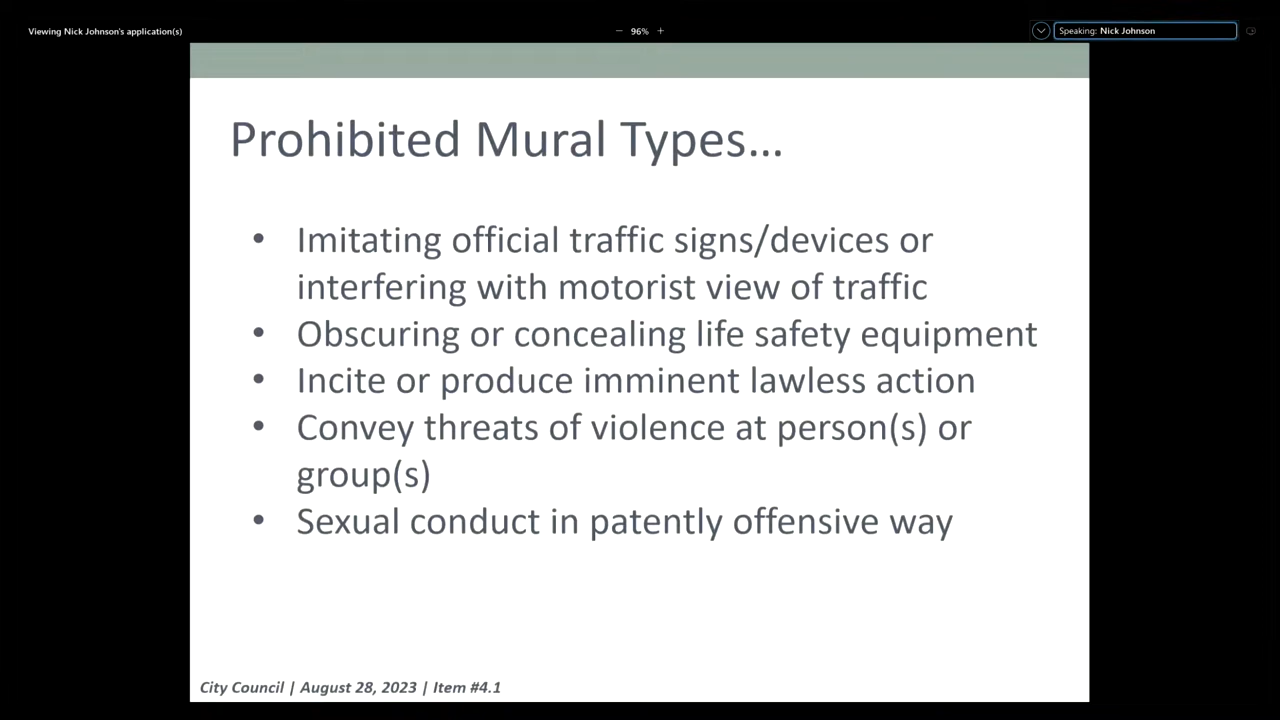 Viewing Nick Johnson's application(s)
− 96% +
Speaking: Nick Johnson
Prohibited Mural Types...
• Imitating official traffic signs/devices or
interfering with motorist view of traffic
• Obscuring or concealing life safety equipment
• Incite or produce imminent lawless action
• Convey threats of violence at person(s) or
group(s)
• Sexual conduct in patently offensive way
City Council | August 28, 2023 | Item #4.1